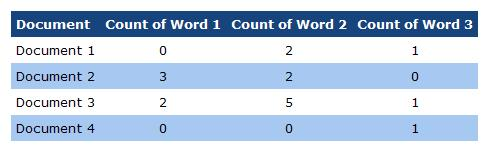 Document Count of Word 1 Count of Word 2 Count of Word 3
Document 1 0 2 1
Document 2 3 2 0
Document 3 2 5 1
Document 4 0 0 1